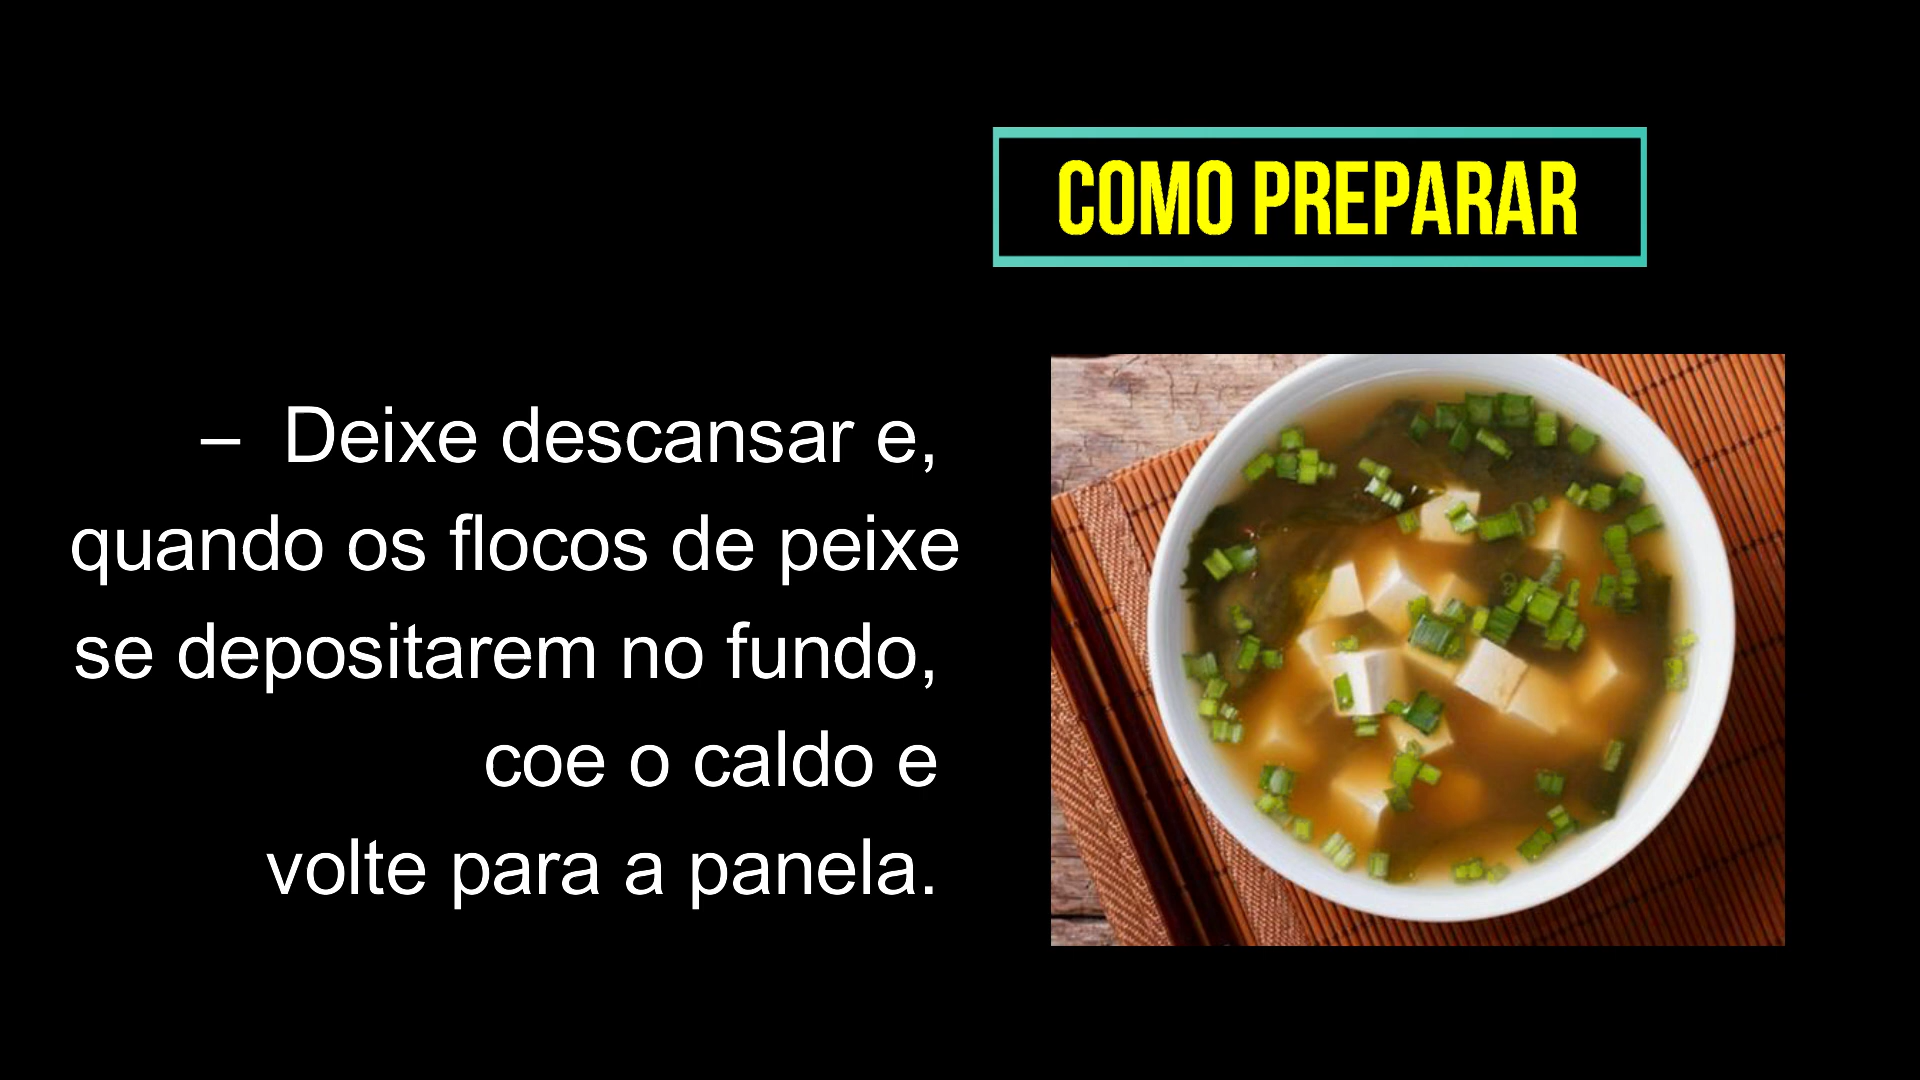 COMO PREPARAR
– Deixe descansar e,
quando os flocos de peixe
se depositarem no fundo,
coe o caldo e
volte para a panela.